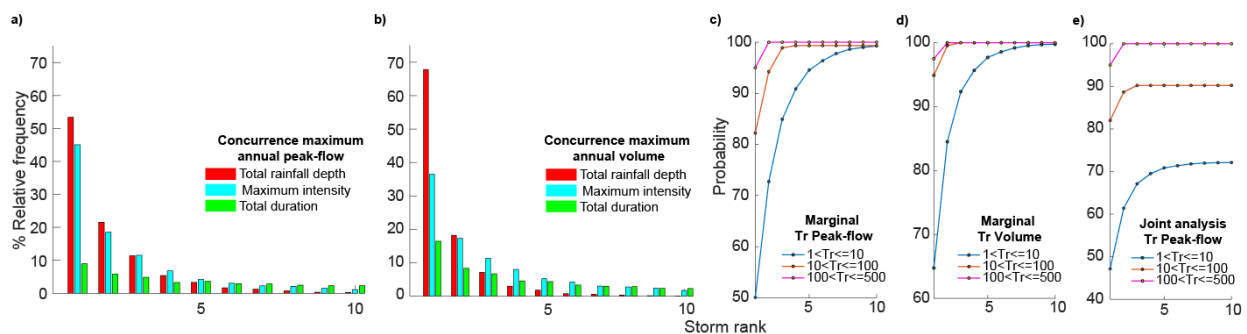 a)
% Relative frequency
70
60
50
40
30
20
10
0
5
10
Concurrence maximum
annual peak-flow
Total rainfall depth
Maximum intensity
Total duration
b)
70
60
50
40
30
20
10
0
5
10
Concurrence maximum
annual volume
Total rainfall depth
Maximum intensity
Total duration
Storm rank
c)
Probability
100
90
80
70
60
50
5
10
Marginal
Tr Peak-flow
1<Tr<=10
10<Tr<=100
100<Tr<=500
d)
100
90
80
70
60
5
10
Marginal
Tr Volume
1<Tr<=10
10<Tr<=100
100<Tr<=500
e)
100
90
80
70
60
50
40
5
10
Joint analysis
Tr Peak-flow
1<Tr<=10
10<Tr<=100
100<Tr<=500